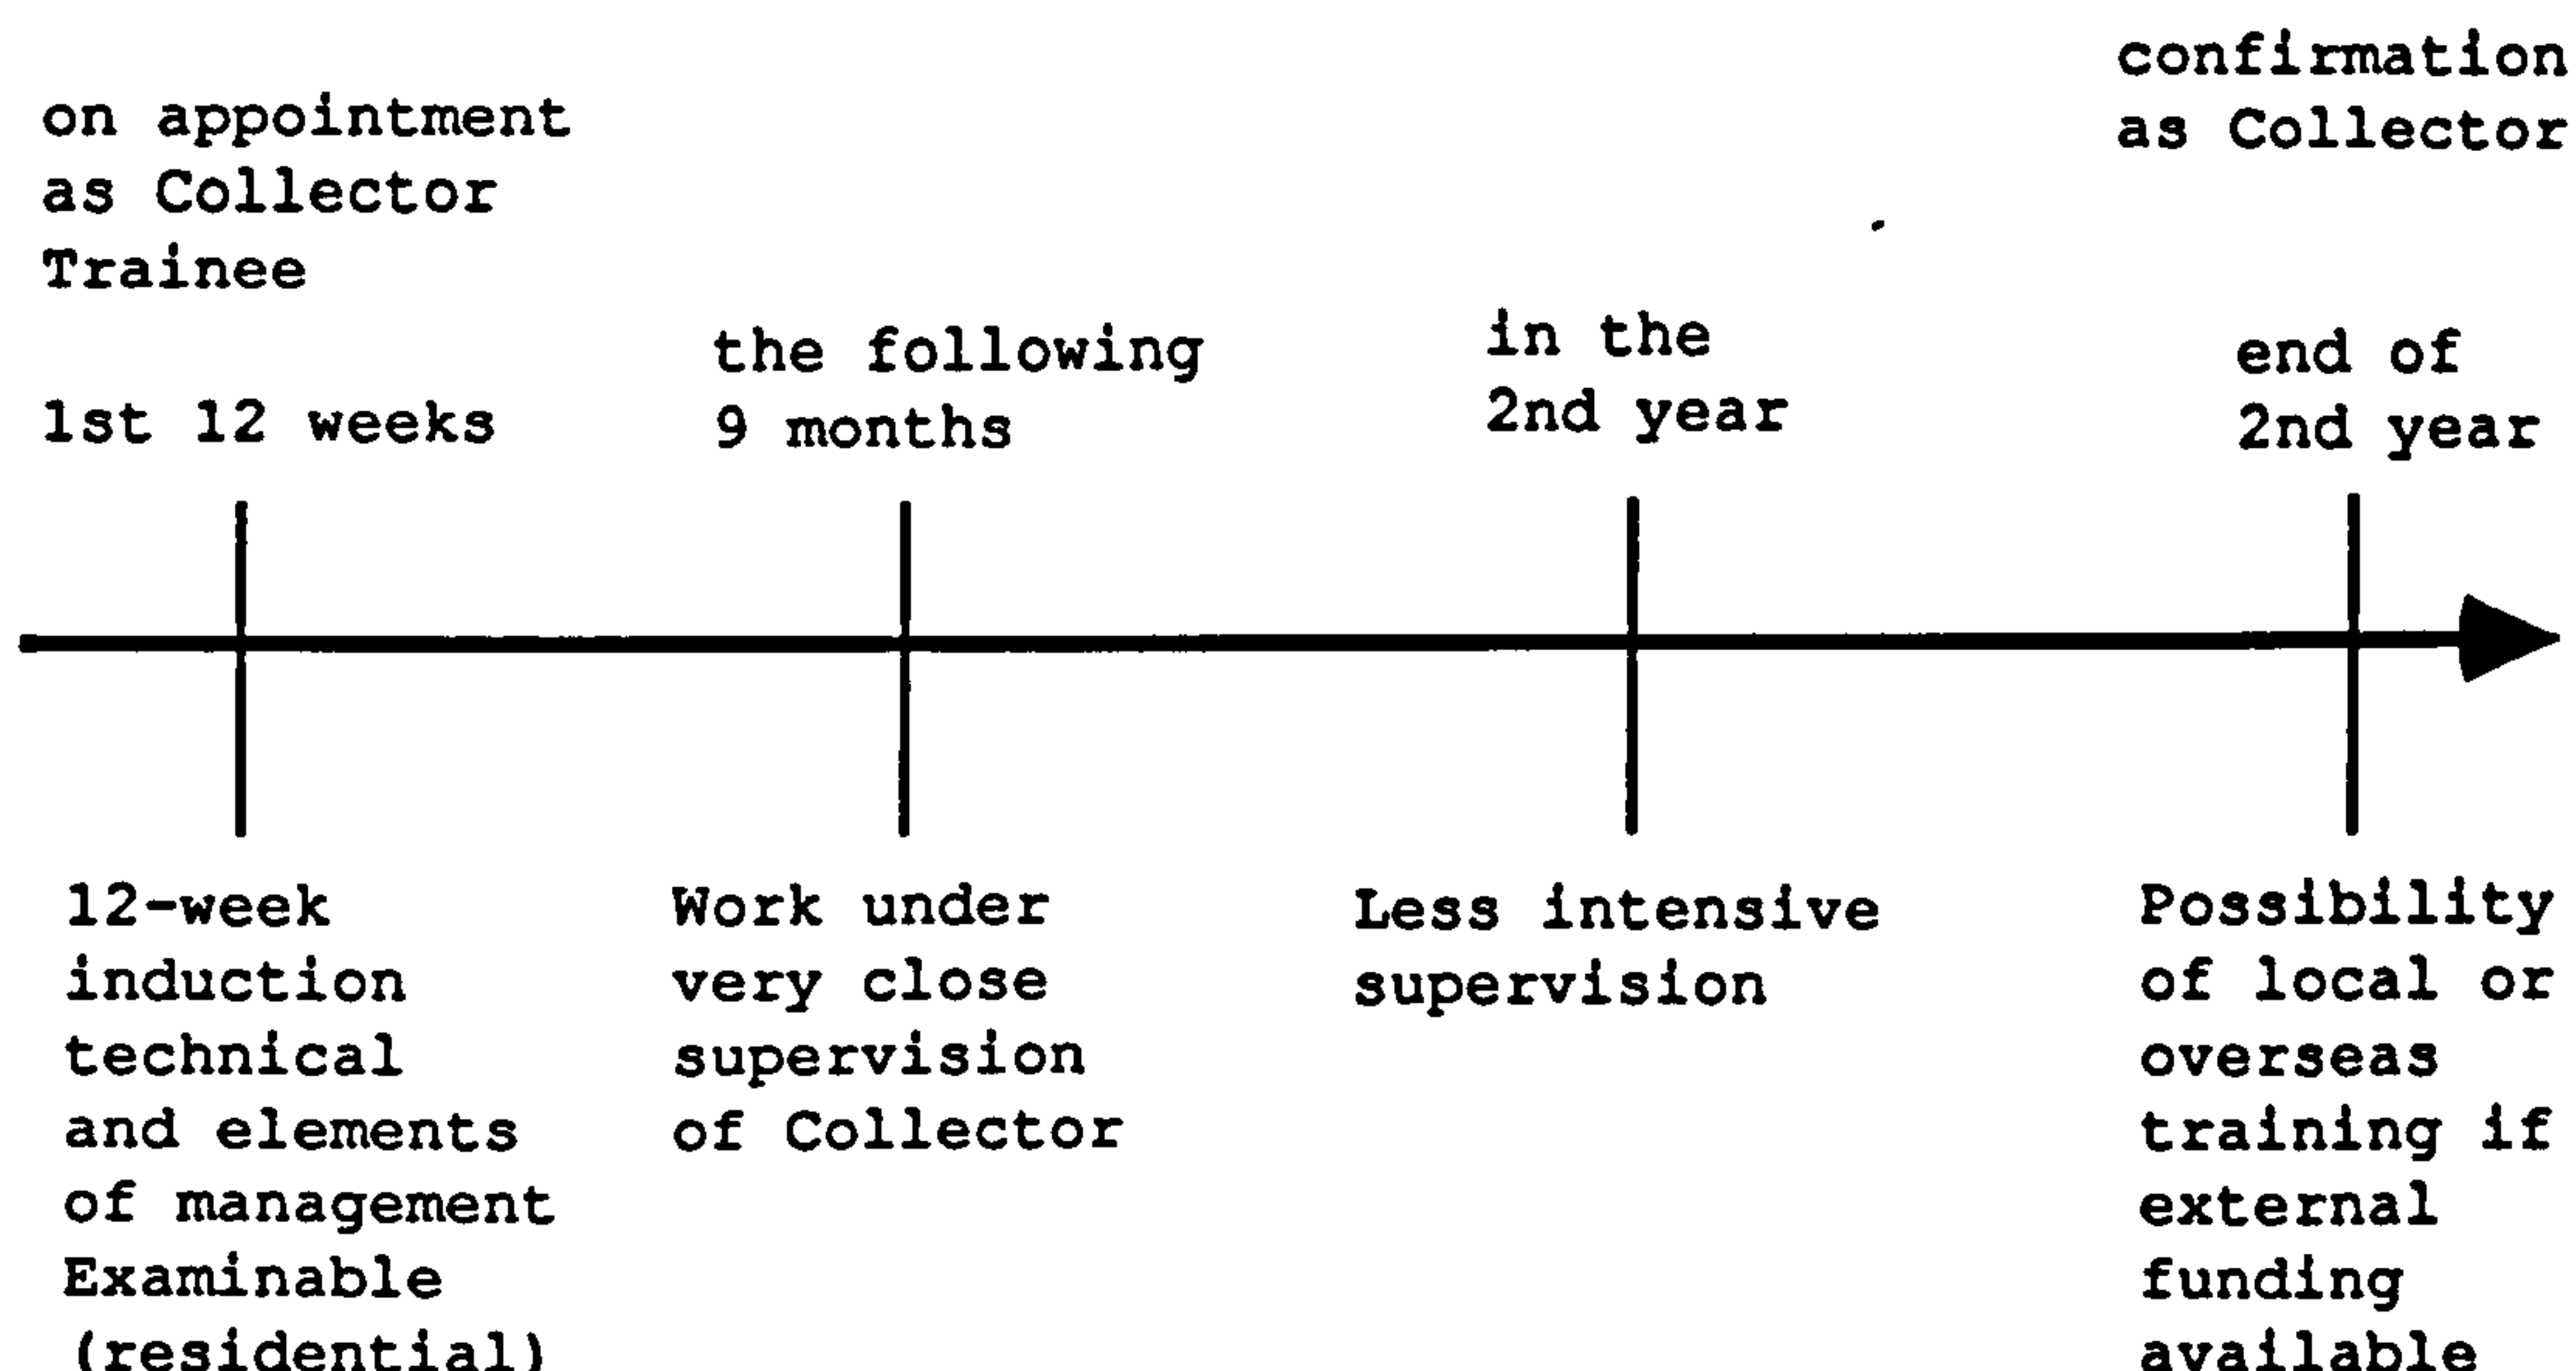 on appointment
as Collector
Trainee
1st 12 weeks
the following
9 months
in the
2nd year
confirmation
as Collector
end of
2nd year
12-week
induction
technical
and elements
of management
Examinable
(residential)
Work under
very close
supervision
of Collector
Less intensive
supervision
Possibility
of local or
overseas
training if
external
funding
available